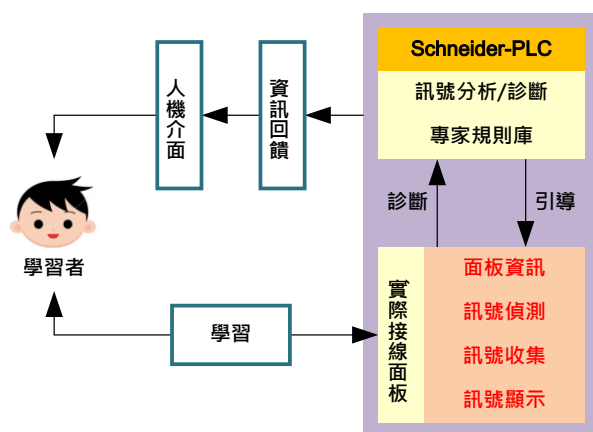 Schneider-PLC
訊號分析/診斷
專家規則庫
人機介面
資訊回饋
診斷
引導
學習者
學習
實際接線面板
面板資訊
訊號偵測
訊號收集
訊號顯示